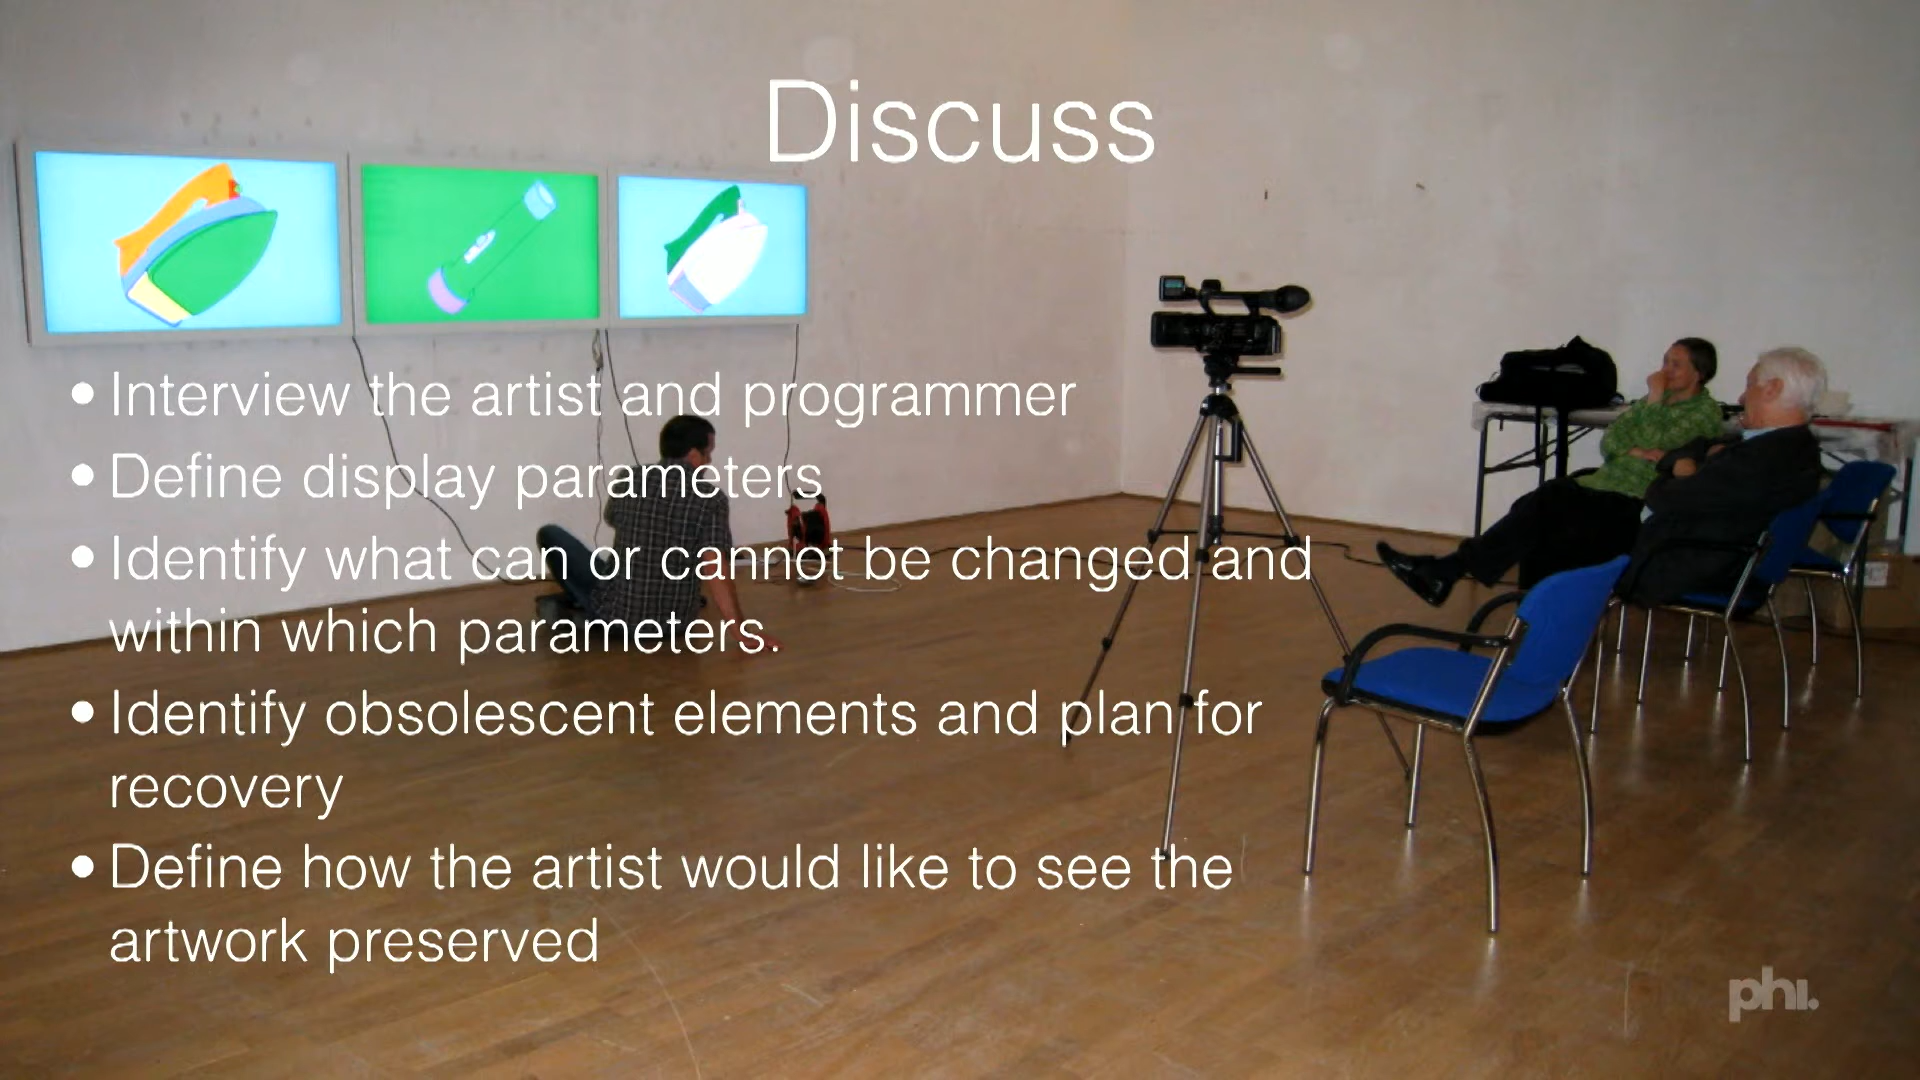 Discuss
• Interview the artist and programmer
• Define display parameters
• Identify what can or cannot be changed and
within which parameters.
• Identify obsolescent elements and plan for
recovery
• Define how the artist would like to see the
artwork preserved
phi.